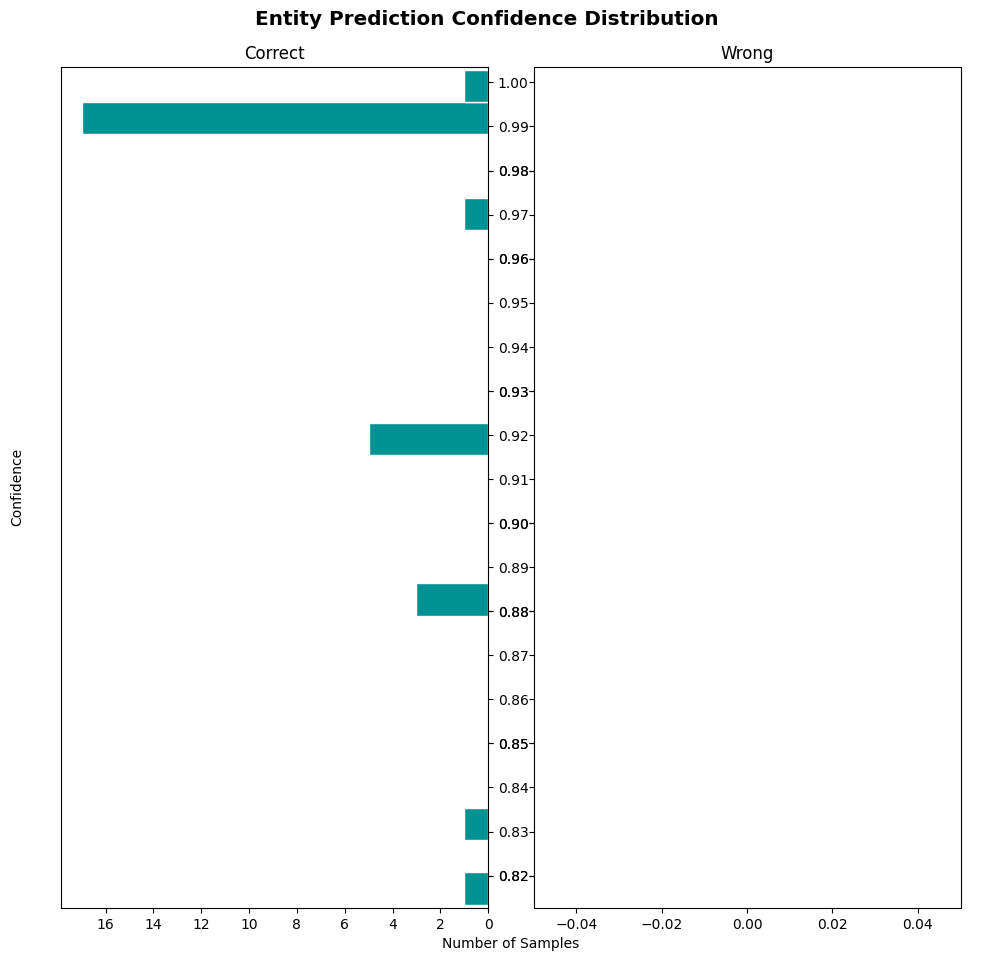 Entity Prediction Confidence Distribution
Correct
Wrong
Confidence
1.00
0.99
0.98
0.97
0.96
0.95
0.94
0.93
0.92
0.91
0.90
0.89
0.88
0.87
0.86
0.85
0.84
0.83
0.82
16 14 12 10 8 6 4 2 0
−0.04 −0.02 0.00 0.02 0.04
Number of Samples